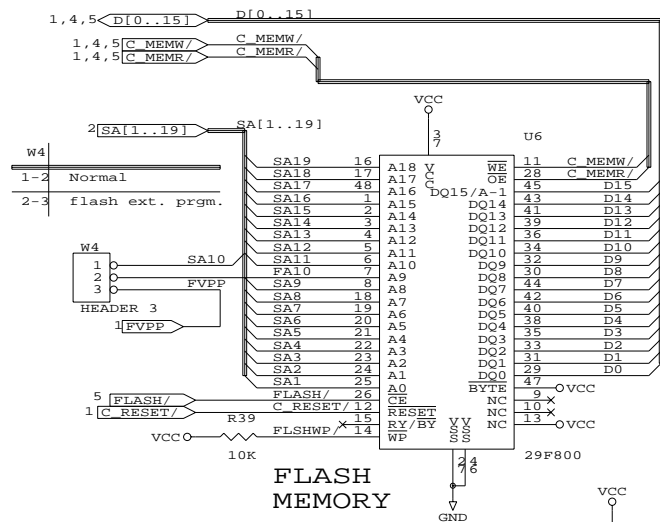 1,4,5 D[0..15] D[0..15]
1,4,5 C_MEMW/ C_MEMW/
1,4,5 C_MEMR/ C_MEMR/
VCC
2 SA[1..19] SA[1..19]
3 7
U6
W4
1-2 Normal
2-3 flash ext. prgm.
SA19 16 A18 VCC WE 11 C_MEMW/
SA18 17 A17 OE 28 C_MEMR/
SA17 48 A16 DQ15/A-1 45 D15
SA16 1 A15 DQ14 43 D14
SA15 2 A14 DQ13 41 D13
SA14 3 A13 DQ12 39 D12
SA13 4 A12 DQ11 36 D11
SA12 5 A11 DQ10 34 D10
SA11 6 A10 DQ9 32 D9
FA10 7 A9 DQ8 30 D8
SA9 8 A8 DQ7 44 D7
SA8 18 A7 DQ6 42 D6
SA7 19 A6 DQ5 40 D5
SA6 20 A5 DQ4 38 D4
SA5 21 A4 DQ3 35 D3
SA4 22 A3 DQ2 33 D2
SA3 23 A2 DQ1 31 D1
SA2 24 A1 DQ0 29 D0
SA1 25 A0 BYTE 47 VCC
W4
1 SA10
2
3 FVPP
HEADER 3
1 FVPP
5 FLASH/ FLASH/ 26 CE NC 9
1 C_RESET/ C_RESET/ 12 RESET NC 10
15 RY/BY NC 13 VCC
R39
VCC FLSHWP/ 14 WP VSS VSS
10K
29F800
2 7 4 6
FLASH
MEMORY
GND
VCC